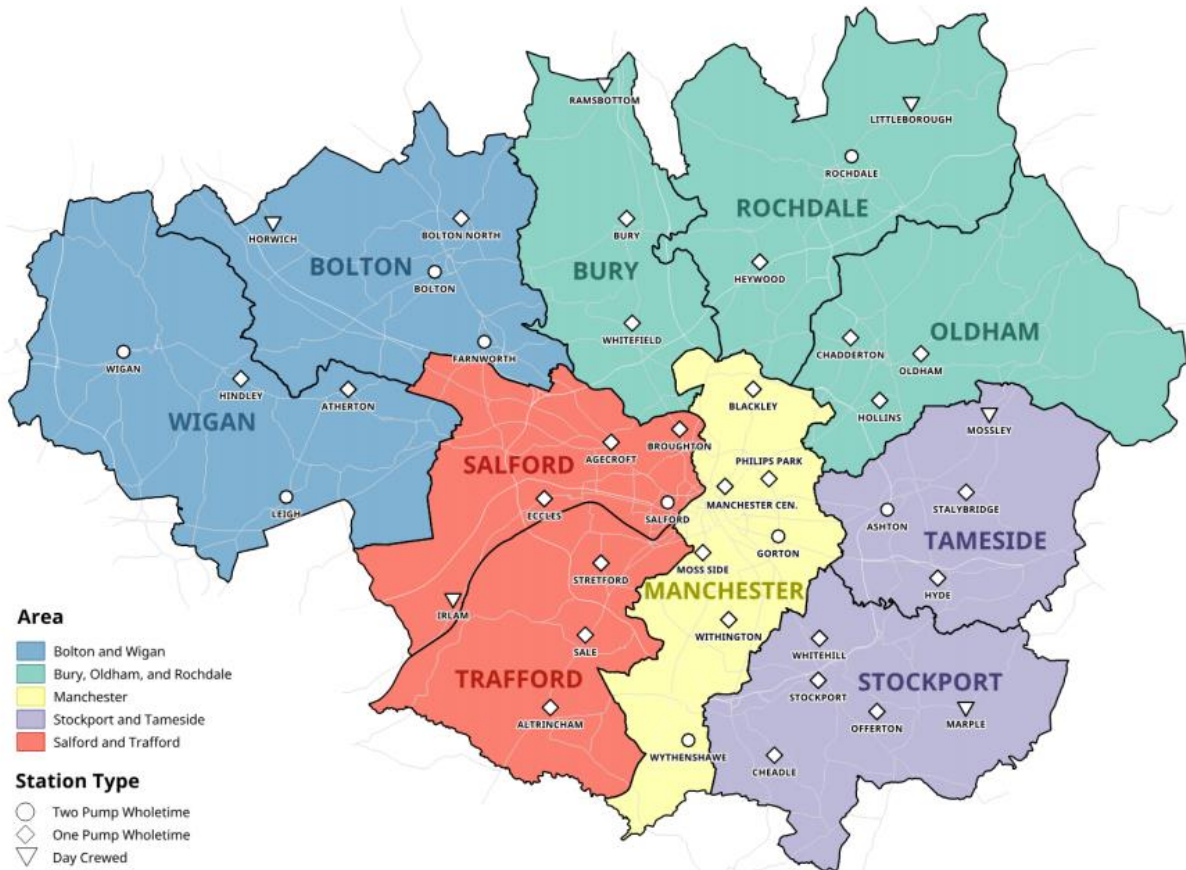 RAMSBOTTOM
LITTLEBOROUGH
ROCHDALE
ROCHDALE
HORWICH
BOLTON NORTH
BURY
BOLTON
BURY
HEYWOOD
BOLTON
WHITEFIELD
OLDHAM
FARNWORTH
CHADDERTON
WIGAN
OLDHAM
HINDLEY
ATHERTON
BLACKLEY
HOLLINS
WIGAN
MOSSLEY
BROUGHTON
AGECROFT
SALFORD
PHILIPS PARK
MANCHESTER CEN.
STALYBRIDGE
LEIGH
ECCLES
SALFORD
ASHTON
TAMESIDE
GORTON
MOSS SIDE
STRETFORD
MANCHESTER
HYDE
IRLAM
WITHINGTON
SALE
WHITEHILL
TRAFFORD
STOCKPORT
STOCKPORT
ALTRINCHAM
OFFERTON
MARPLE
WYTHENSHAWE
CHEADLE
Area
Bolton and Wigan
Bury, Oldham, and Rochdale
Manchester
Stockport and Tameside
Salford and Trafford
Station Type
Two Pump Wholetime
One Pump Wholetime
Day Crewed